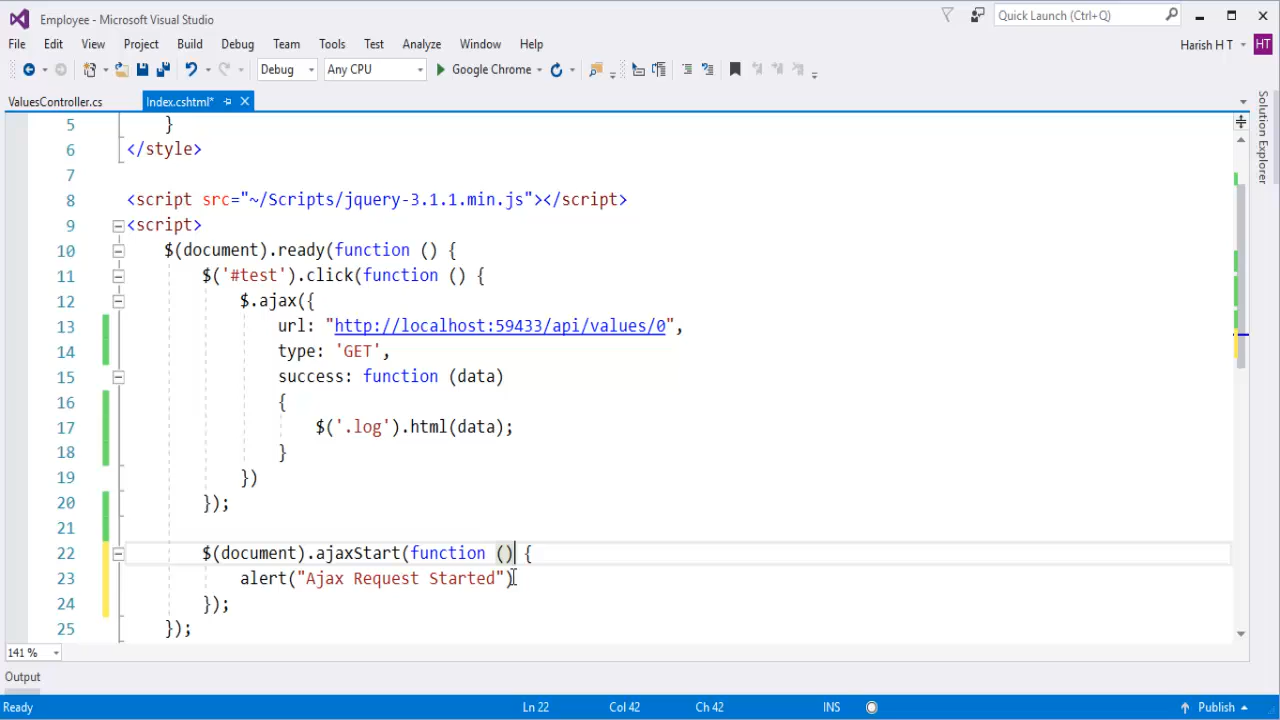 Employee - Microsoft Visual Studio
Quick Launch (Ctrl+Q)
File Edit View Project Build Debug Team Tools Test Analyze Window Help
Harish H T HT
Debug Any CPU Google Chrome
ValuesController.cs Index.cshtml*
Solution Explorer
5 }
6 </style>
7
8 <script src="~/Scripts/jquery-3.1.1.min.js"></script>
9 <script>
10 $(document).ready(function () {
11 $('#test').click(function () {
12 $.ajax({
13 url: "http://localhost:59433/api/values/0",
14 type: 'GET',
15 success: function (data)
16 {
17 $('.log').html(data);
18 }
19 })
20 });
21
22 $(document).ajaxStart(function () {
23 alert("Ajax Request Started")
24 });
25 });
141 %
Output
Ready Ln 22 Col 42 Ch 42 INS Publish